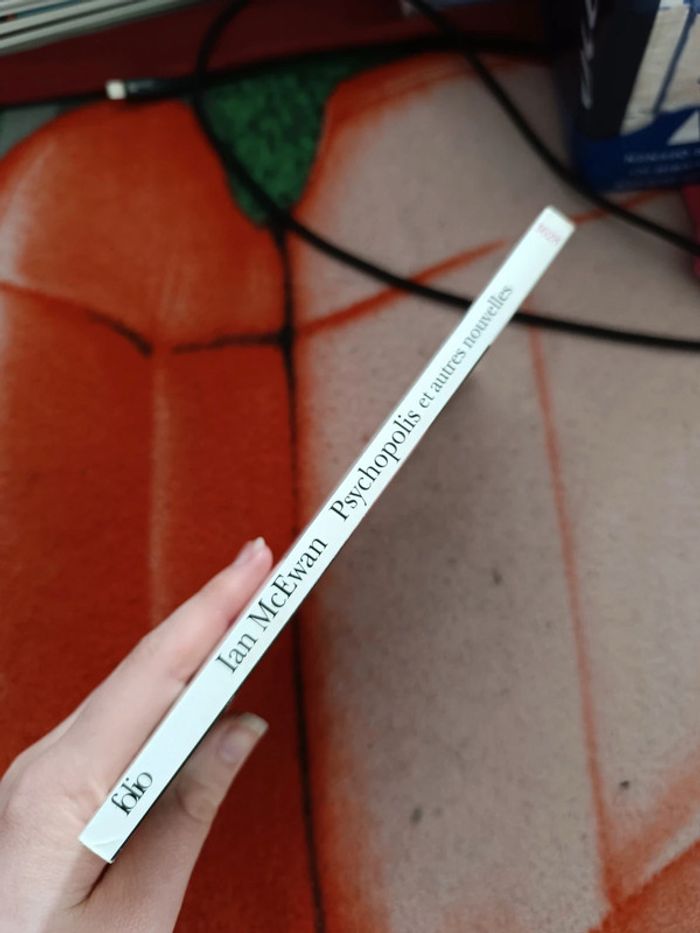 folio
Ian McEwan Psychopolis et autres nouvelles